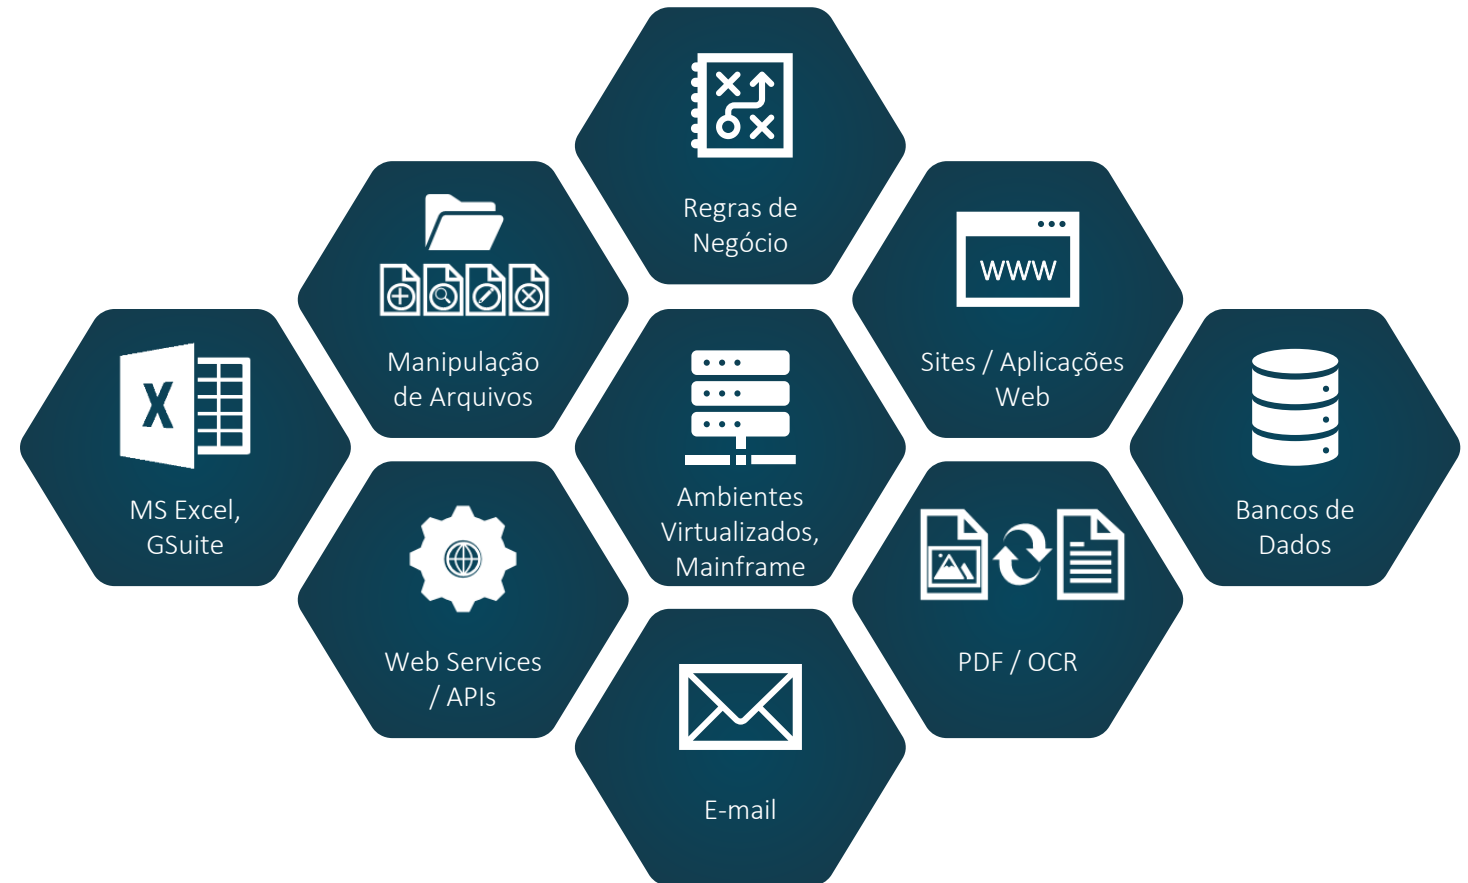 Regras de
Negócio
Manipulação
de Arquivos
WWW
Sites / Aplicações
Web
X
MS Excel,
GSuite
Ambientes
Virtualizados,
Mainframe
Bancos de
Dados
Web Services
/ APIs
PDF / OCR
E-mail